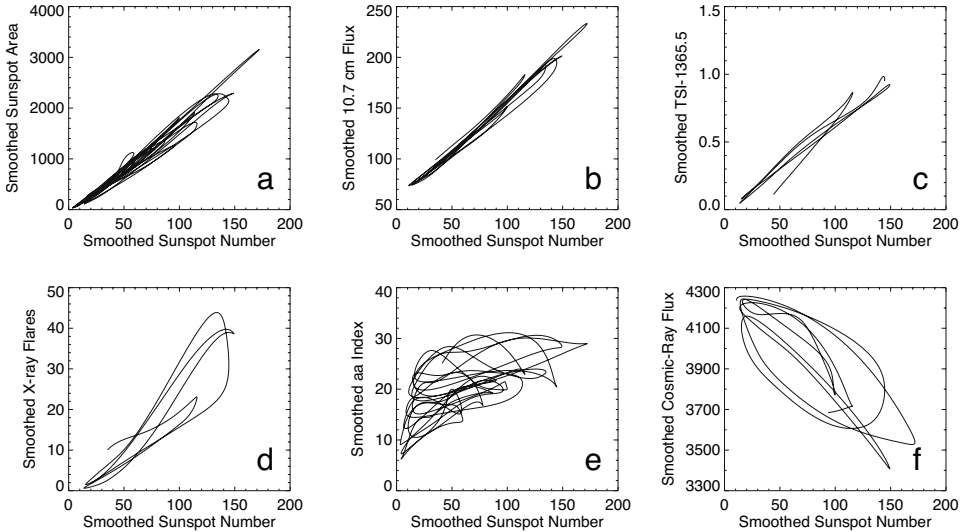 Smoothed Sunspot Area
4000
3000
2000
1000
0
0 50 100 150 200
Smoothed Sunspot Number
a
Smoothed 10.7 cm Flux
250
200
150
100
50
0 50 100 150 200
Smoothed Sunspot Number
b
Smoothed TSI-1365.5
1.5
1.0
0.5
0.0
0 50 100 150 200
Smoothed Sunspot Number
c
Smoothed X-ray Flares
50
40
30
20
10
0
0 50 100 150 200
Smoothed Sunspot Number
d
Smoothed aa Index
40
30
20
10
0
0 50 100 150 200
Smoothed Sunspot Number
e
Smoothed Cosmic-Ray Flux
4300
4100
3900
3700
3500
3300
0 50 100 150 200
Smoothed Sunspot Number
f